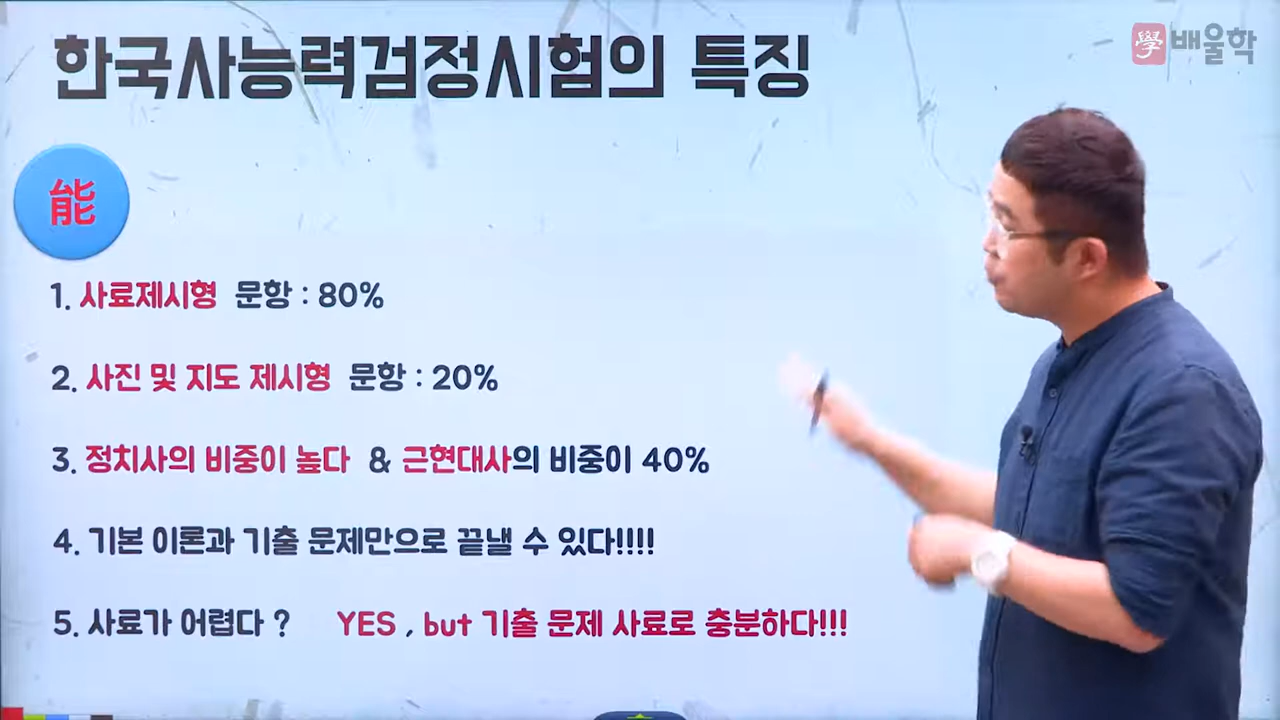 한국사능력검정시험의 특징
學 배울학
能
1. 사료제시형 문항 : 80%
2. 사진 및 지도 제시형 문항 : 20%
3. 정치사의 비중이 높다 & 근현대사의 비중이 40%
4. 기본 이론과 기출 문제만으로 끝낼 수 있다!!!!
5. 사료가 어렵다 ? YES , but 기출 문제 사료로 충분하다!!!